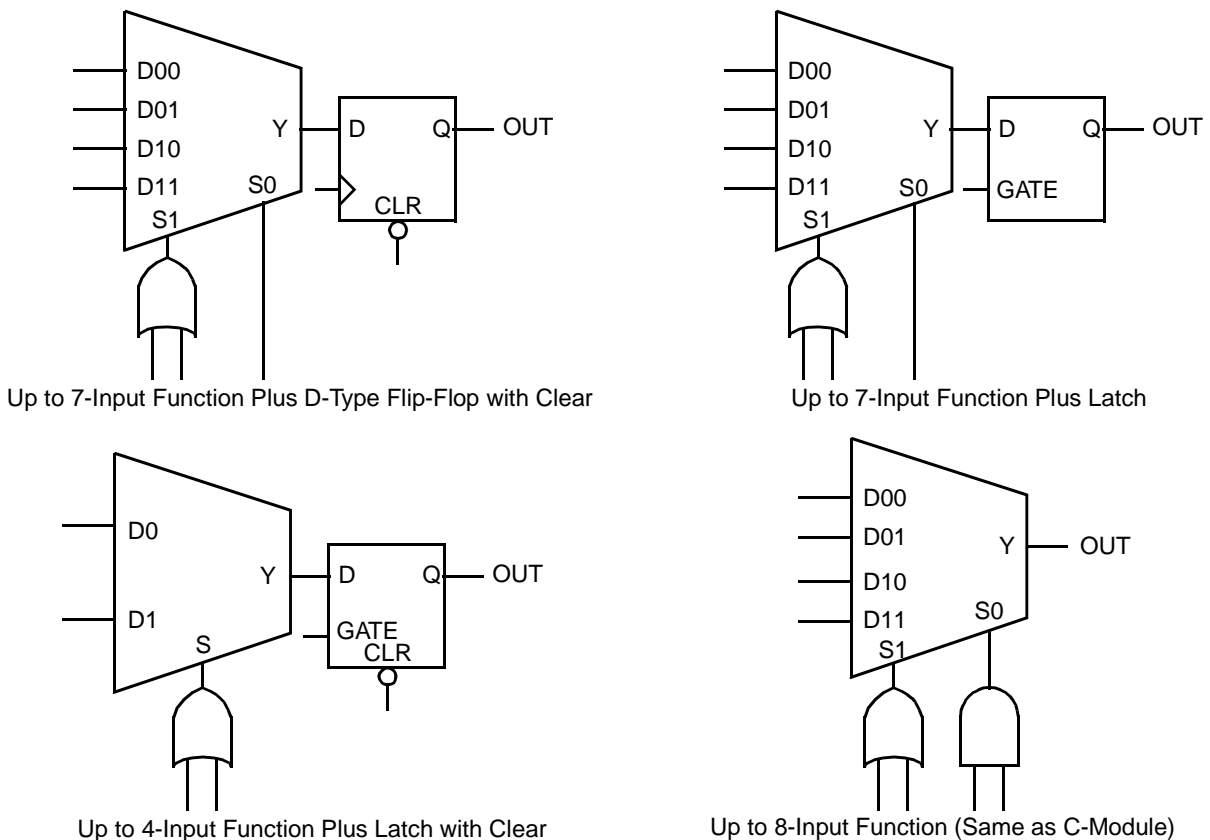 D00
D01
D10
D11
S1
S0
Y
D
Q
CLR
OUT
Up to 7-Input Function Plus D-Type Flip-Flop with Clear
D00
D01
D10
D11
S1
S0
Y
D
Q
GATE
OUT
Up to 7-Input Function Plus Latch
D0
D1
S
Y
D
Q
GATE
CLR
OUT
Up to 4-Input Function Plus Latch with Clear
D00
D01
D10
D11
S1
S0
Y
OUT
Up to 8-Input Function (Same as C-Module)